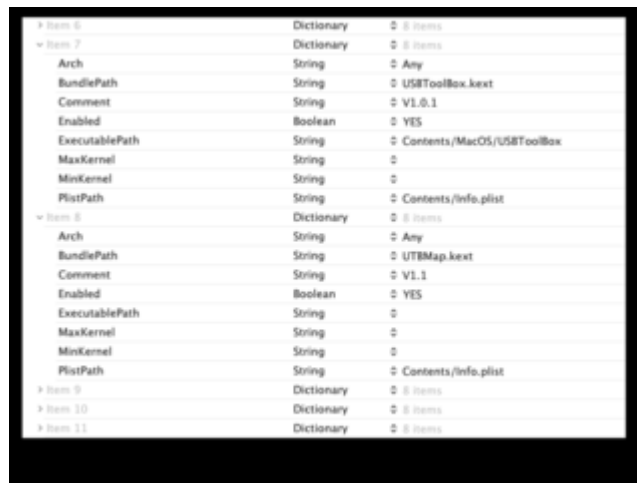 Item 6 Dictionary 8 items
Item 7 Dictionary 8 items
Arch String Any
BundlePath String USBToolBox.kext
Comment String V1.0.1
Enabled Boolean YES
ExecutablePath String Contents/MacOS/USBToolBox
MaxKernel String
MinKernel String
PlistPath String Contents/Info.plist
Item 8 Dictionary 8 items
Arch String Any
BundlePath String UTBMap.kext
Comment String V1.1
Enabled Boolean YES
ExecutablePath String
MaxKernel String
MinKernel String
PlistPath String Contents/Info.plist
Item 9 Dictionary 8 items
Item 10 Dictionary 8 items
Item 11 Dictionary 8 items